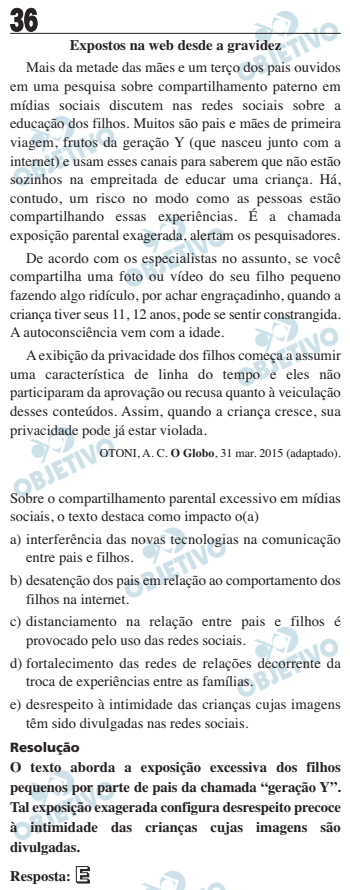 36
Expostos na web desde a gravidez
Mais da metade das mães e um terço dos pais ouvidos
em uma pesquisa sobre compartilhamento paterno em
mídias sociais discutem nas redes sociais sobre a
educação dos filhos. Muitos são pais e mães de primeira
viagem, frutos da geração Y (que nasceu junto com a
internet) e usam esses canais para saberem que não estão
sozinhos na empreitada de educar uma criança. Há,
contudo, um risco no modo como as pessoas estão
compartilhando essas experiências. É a chamada
exposição parental exagerada, alertam os pesquisadores.
De acordo com os especialistas no assunto, se você
compartilha uma foto ou vídeo do seu filho pequeno
fazendo algo ridículo, por achar engraçadinho, quando a
criança tiver seus 11, 12 anos, pode se sentir constrangida.
A autoconsciência vem com a idade.
A exibição da privacidade dos filhos começa a assumir
uma característica de linha do tempo e eles não
participaram da aprovação ou recusa quanto à veiculação
desses conteúdos. Assim, quando a criança cresce, sua
privacidade pode já estar violada.
OTONI, A. C. O Globo, 31 mar. 2015 (adaptado).
Sobre o compartilhamento parental excessivo em mídias
sociais, o texto destaca como impacto o(a)
a) interferência das novas tecnologias na comunicação
entre pais e filhos.
b) desatenção dos pais em relação ao comportamento dos
filhos na internet.
c) distanciamento na relação entre pais e filhos é
provocado pelo uso das redes sociais.
d) fortalecimento das redes de relações decorrente da
troca de experiências entre as famílias.
e) desrespeito à intimidade das crianças cujas imagens
têm sido divulgadas nas redes sociais.
Resolução
O texto aborda a exposição excessiva dos filhos
pequenos por parte de pais da chamada “geração Y”.
Tal exposição exagerada configura desrespeito precoce
à intimidade das crianças cujas imagens são
divulgadas.
Resposta: E
OBJETIVO
OBJETIVO
OBJETIVO
OBJETIVO
OBJETIVO
OBJETIVO
OBJETIVO
OBJETIVO